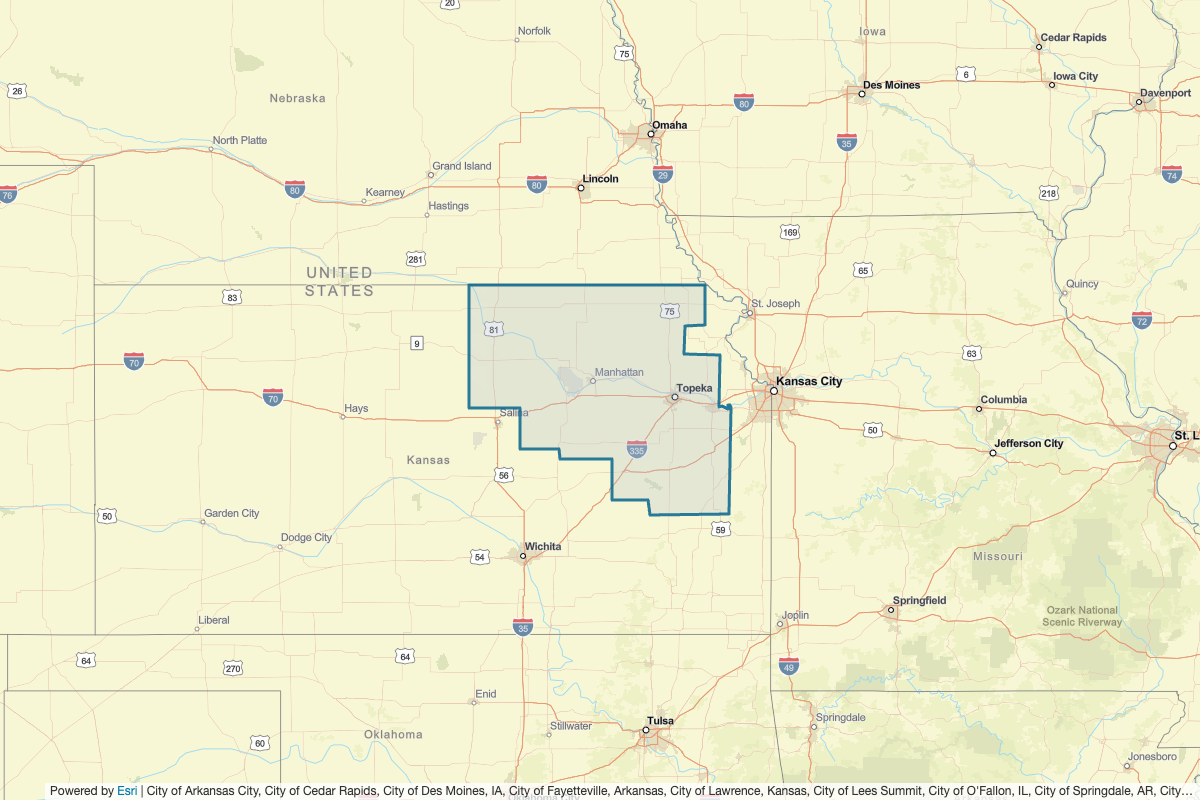 20
Norfolk
75
Iowa
Cedar Rapids
26
6
Iowa City
Des Moines
Nebraska
80
Davenport
Omaha
North Platte
35
Grand Island
29
74
Lincoln
76
80
80
Kearney
218
Hastings
169
281
65
UNITED
STATES
83
Quincy
St. Joseph
75
72
81
9
63
70
Manhattan
Kansas City
Topeka
70
Columbia
Hays
Salina
50
St. L
Jefferson City
335
Kansas
56
Garden City
50
59
Dodge City
Wichita
54
Missouri
Springfield
Ozark National
Scenic Riverway
Joplin
Liberal
35
64
64
270
49
Enid
Tulsa
Springdale
Stillwater
Oklahoma
60
Jonesboro
Powered by Esri | City of Arkansas City, City of Cedar Rapids, City of Des Moines, IA, City of Fayetteville, Arkansas, City of Lawrence, Kansas, City of Lees Summit, City of O'Fallon, IL, City of Springdale, AR, City…